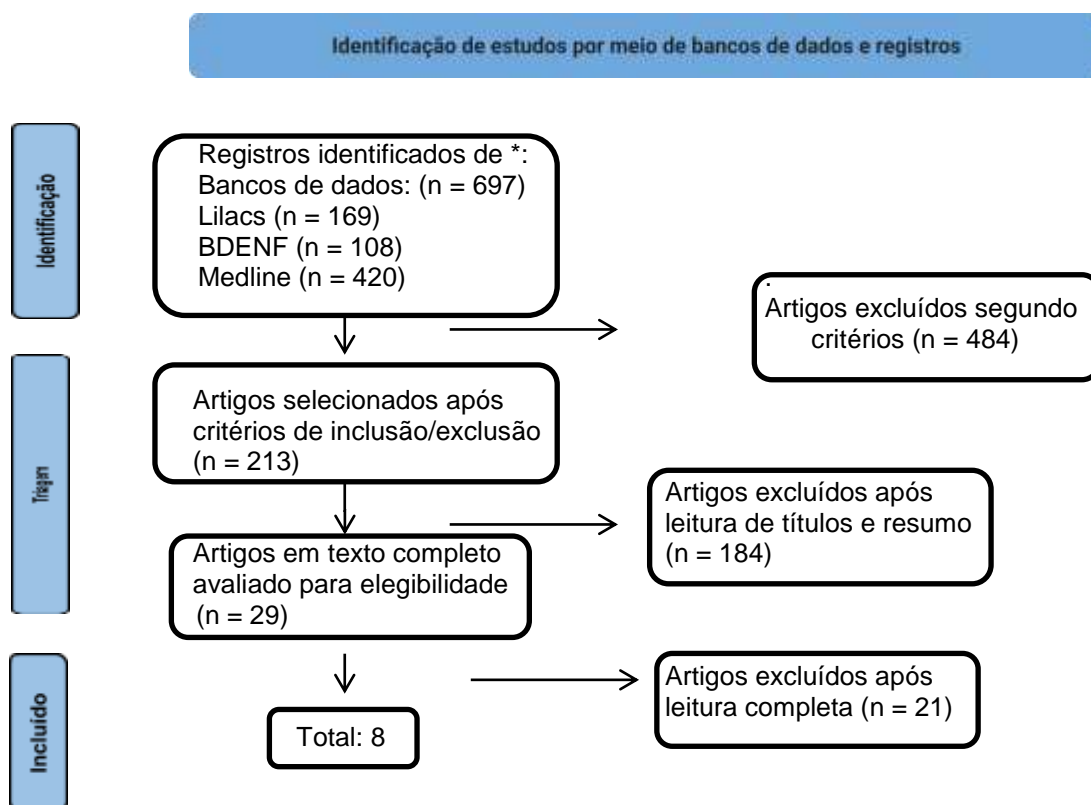 Identificação de estudos por meio de bancos de dados e registros
Identificação
Registros identificados de *:
Bancos de dados: (n = 697)
Lilacs (n = 169)
BDENF (n = 108)
Medline (n = 420)
.
Artigos excluídos segundo
critérios (n = 484)
Triagem
Artigos selecionados após
critérios de inclusão/exclusão
(n = 213)
Artigos excluídos após
leitura de títulos e resumo
(n = 184)
Artigos em texto completo
avaliado para elegibilidade
(n = 29)
Incluído
Artigos excluídos após
leitura completa (n = 21)
Total: 8